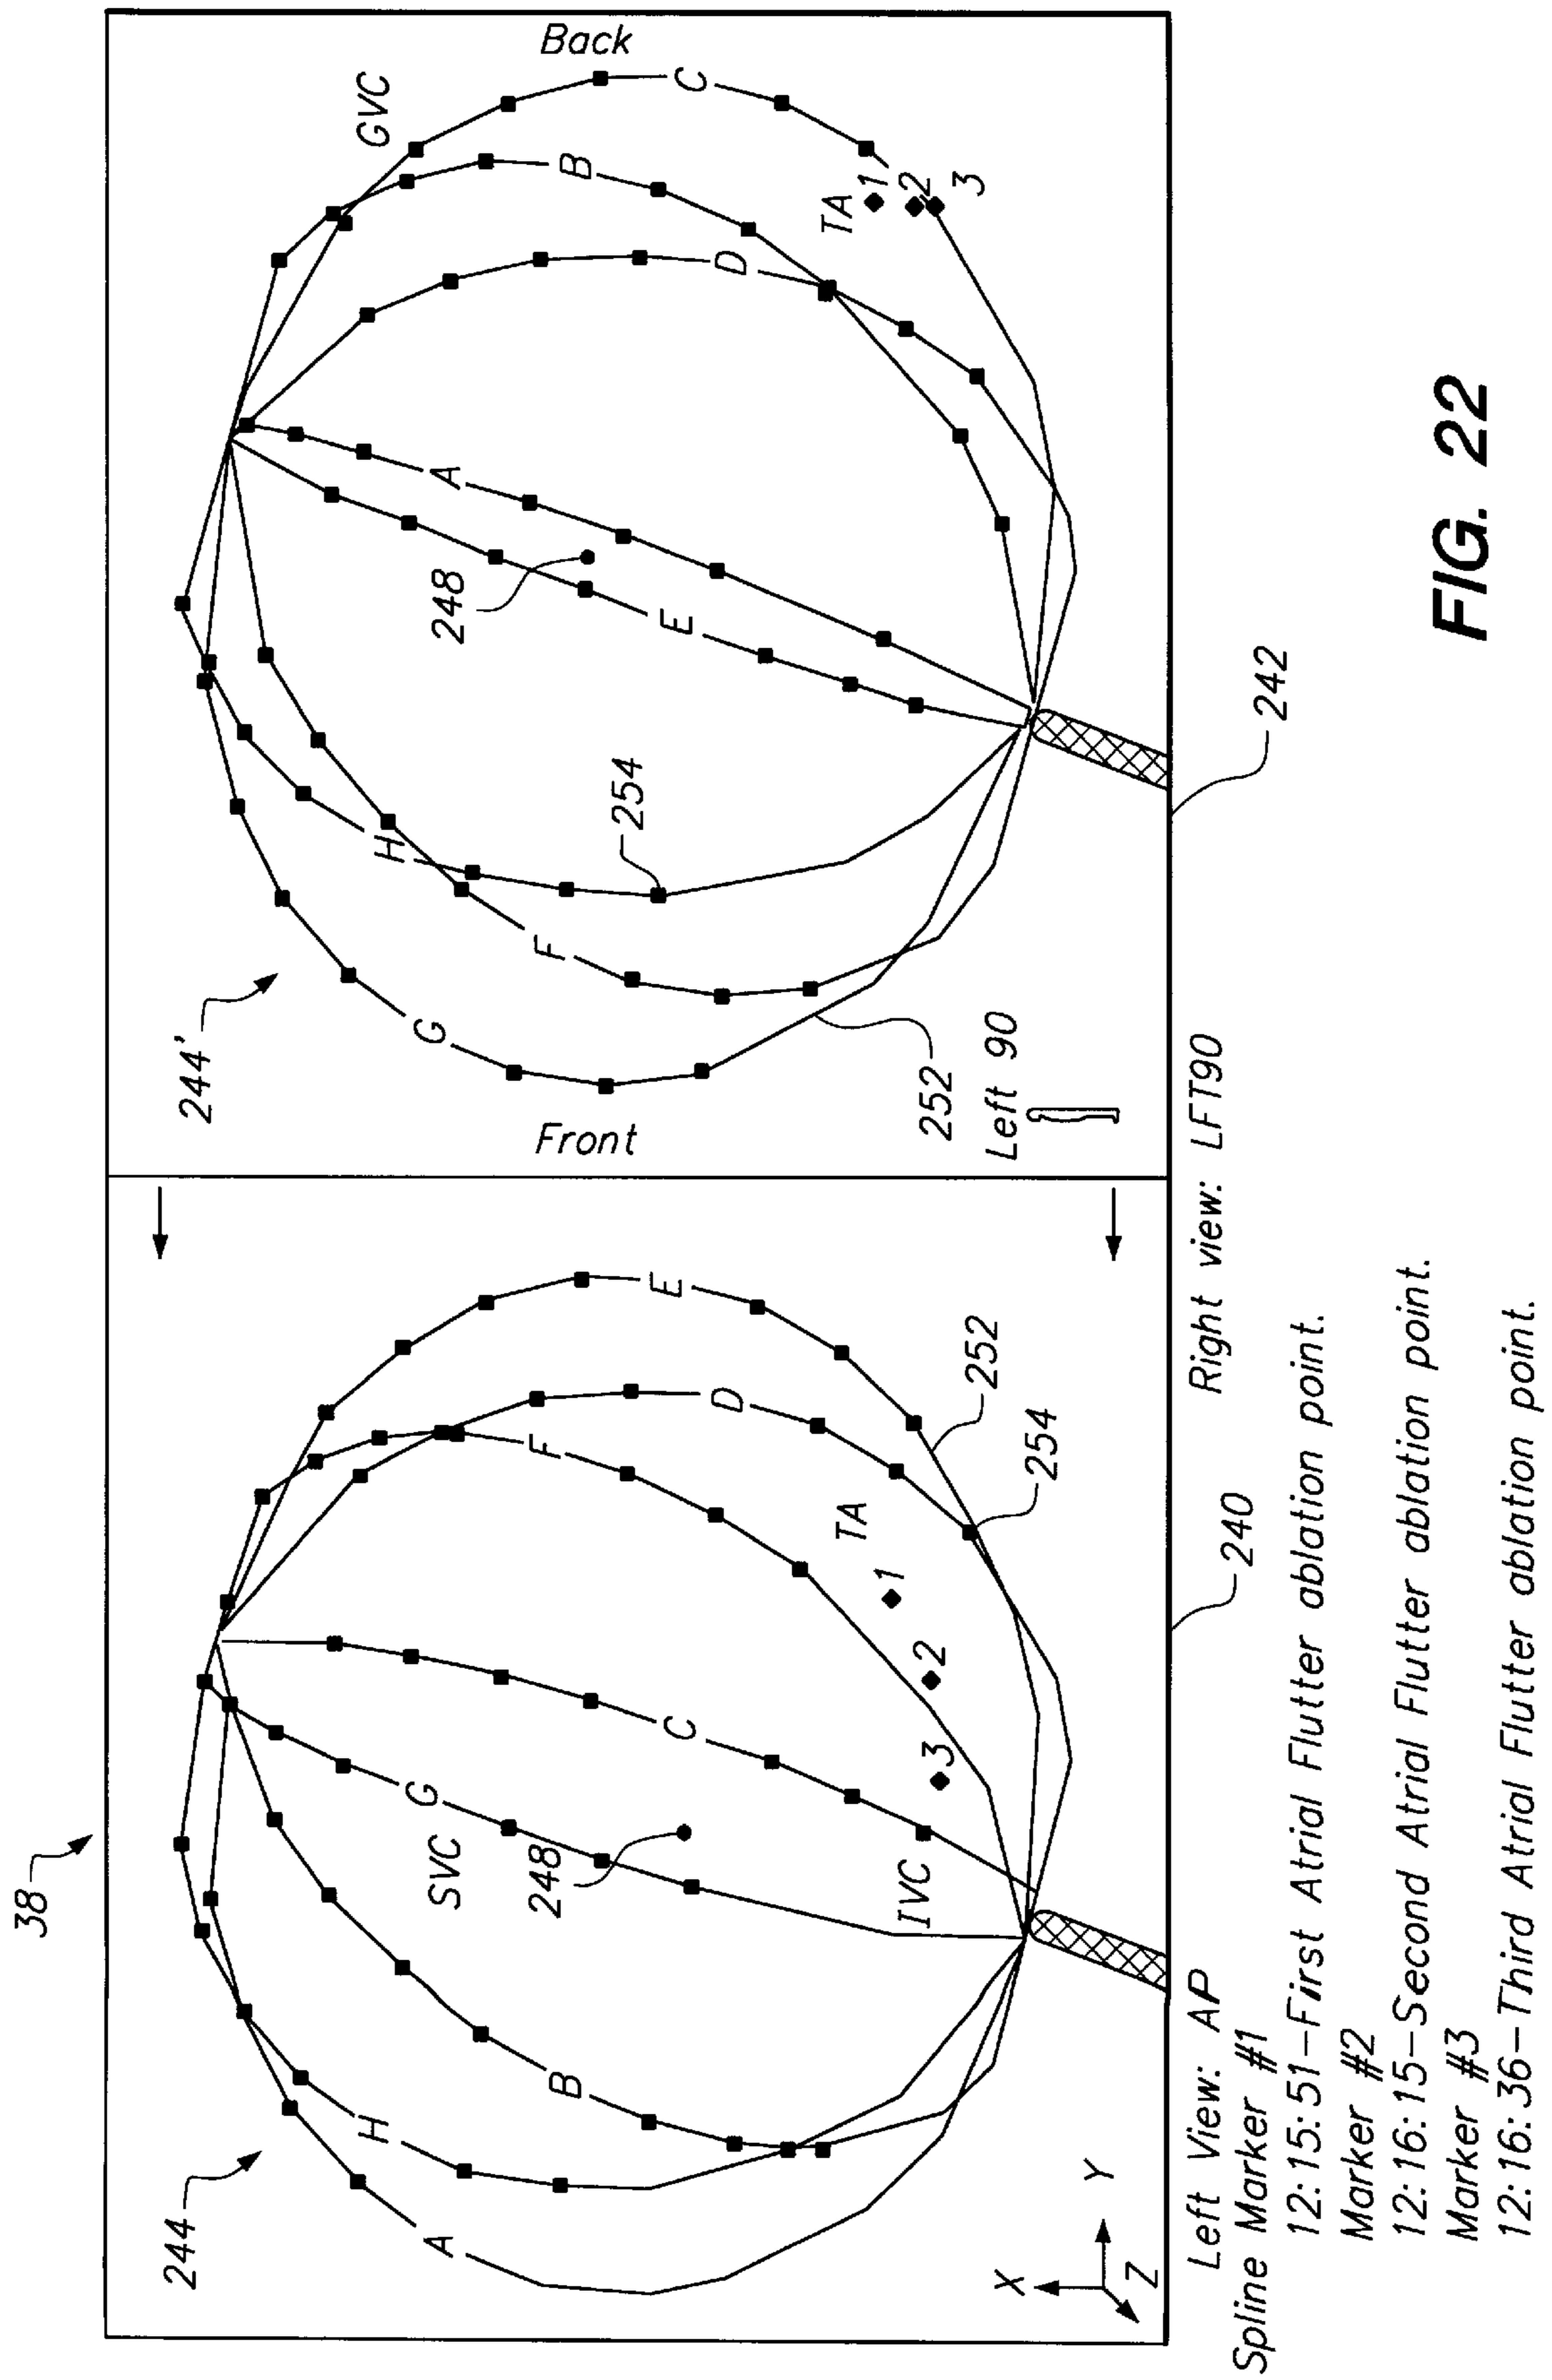 38
244
244'
Back
Front
GVC
A
B
C
D
E
F
G
H
SVC
IVC
TA
1
2
3
248
252
254
X
Y
Z
A
B
C
D
E
F
G
H
TA
1
2
3
248
254
252
Left 90
240
242
Left View: AP
Right view: LFT90
Spline Marker #1
12:15:51-First Atrial Flutter ablation point.
Marker #2
12:16:15-Second Atrial Flutter ablation point.
Marker #3
12:16:36-Third Atrial Flutter ablation point.
FIG. 22